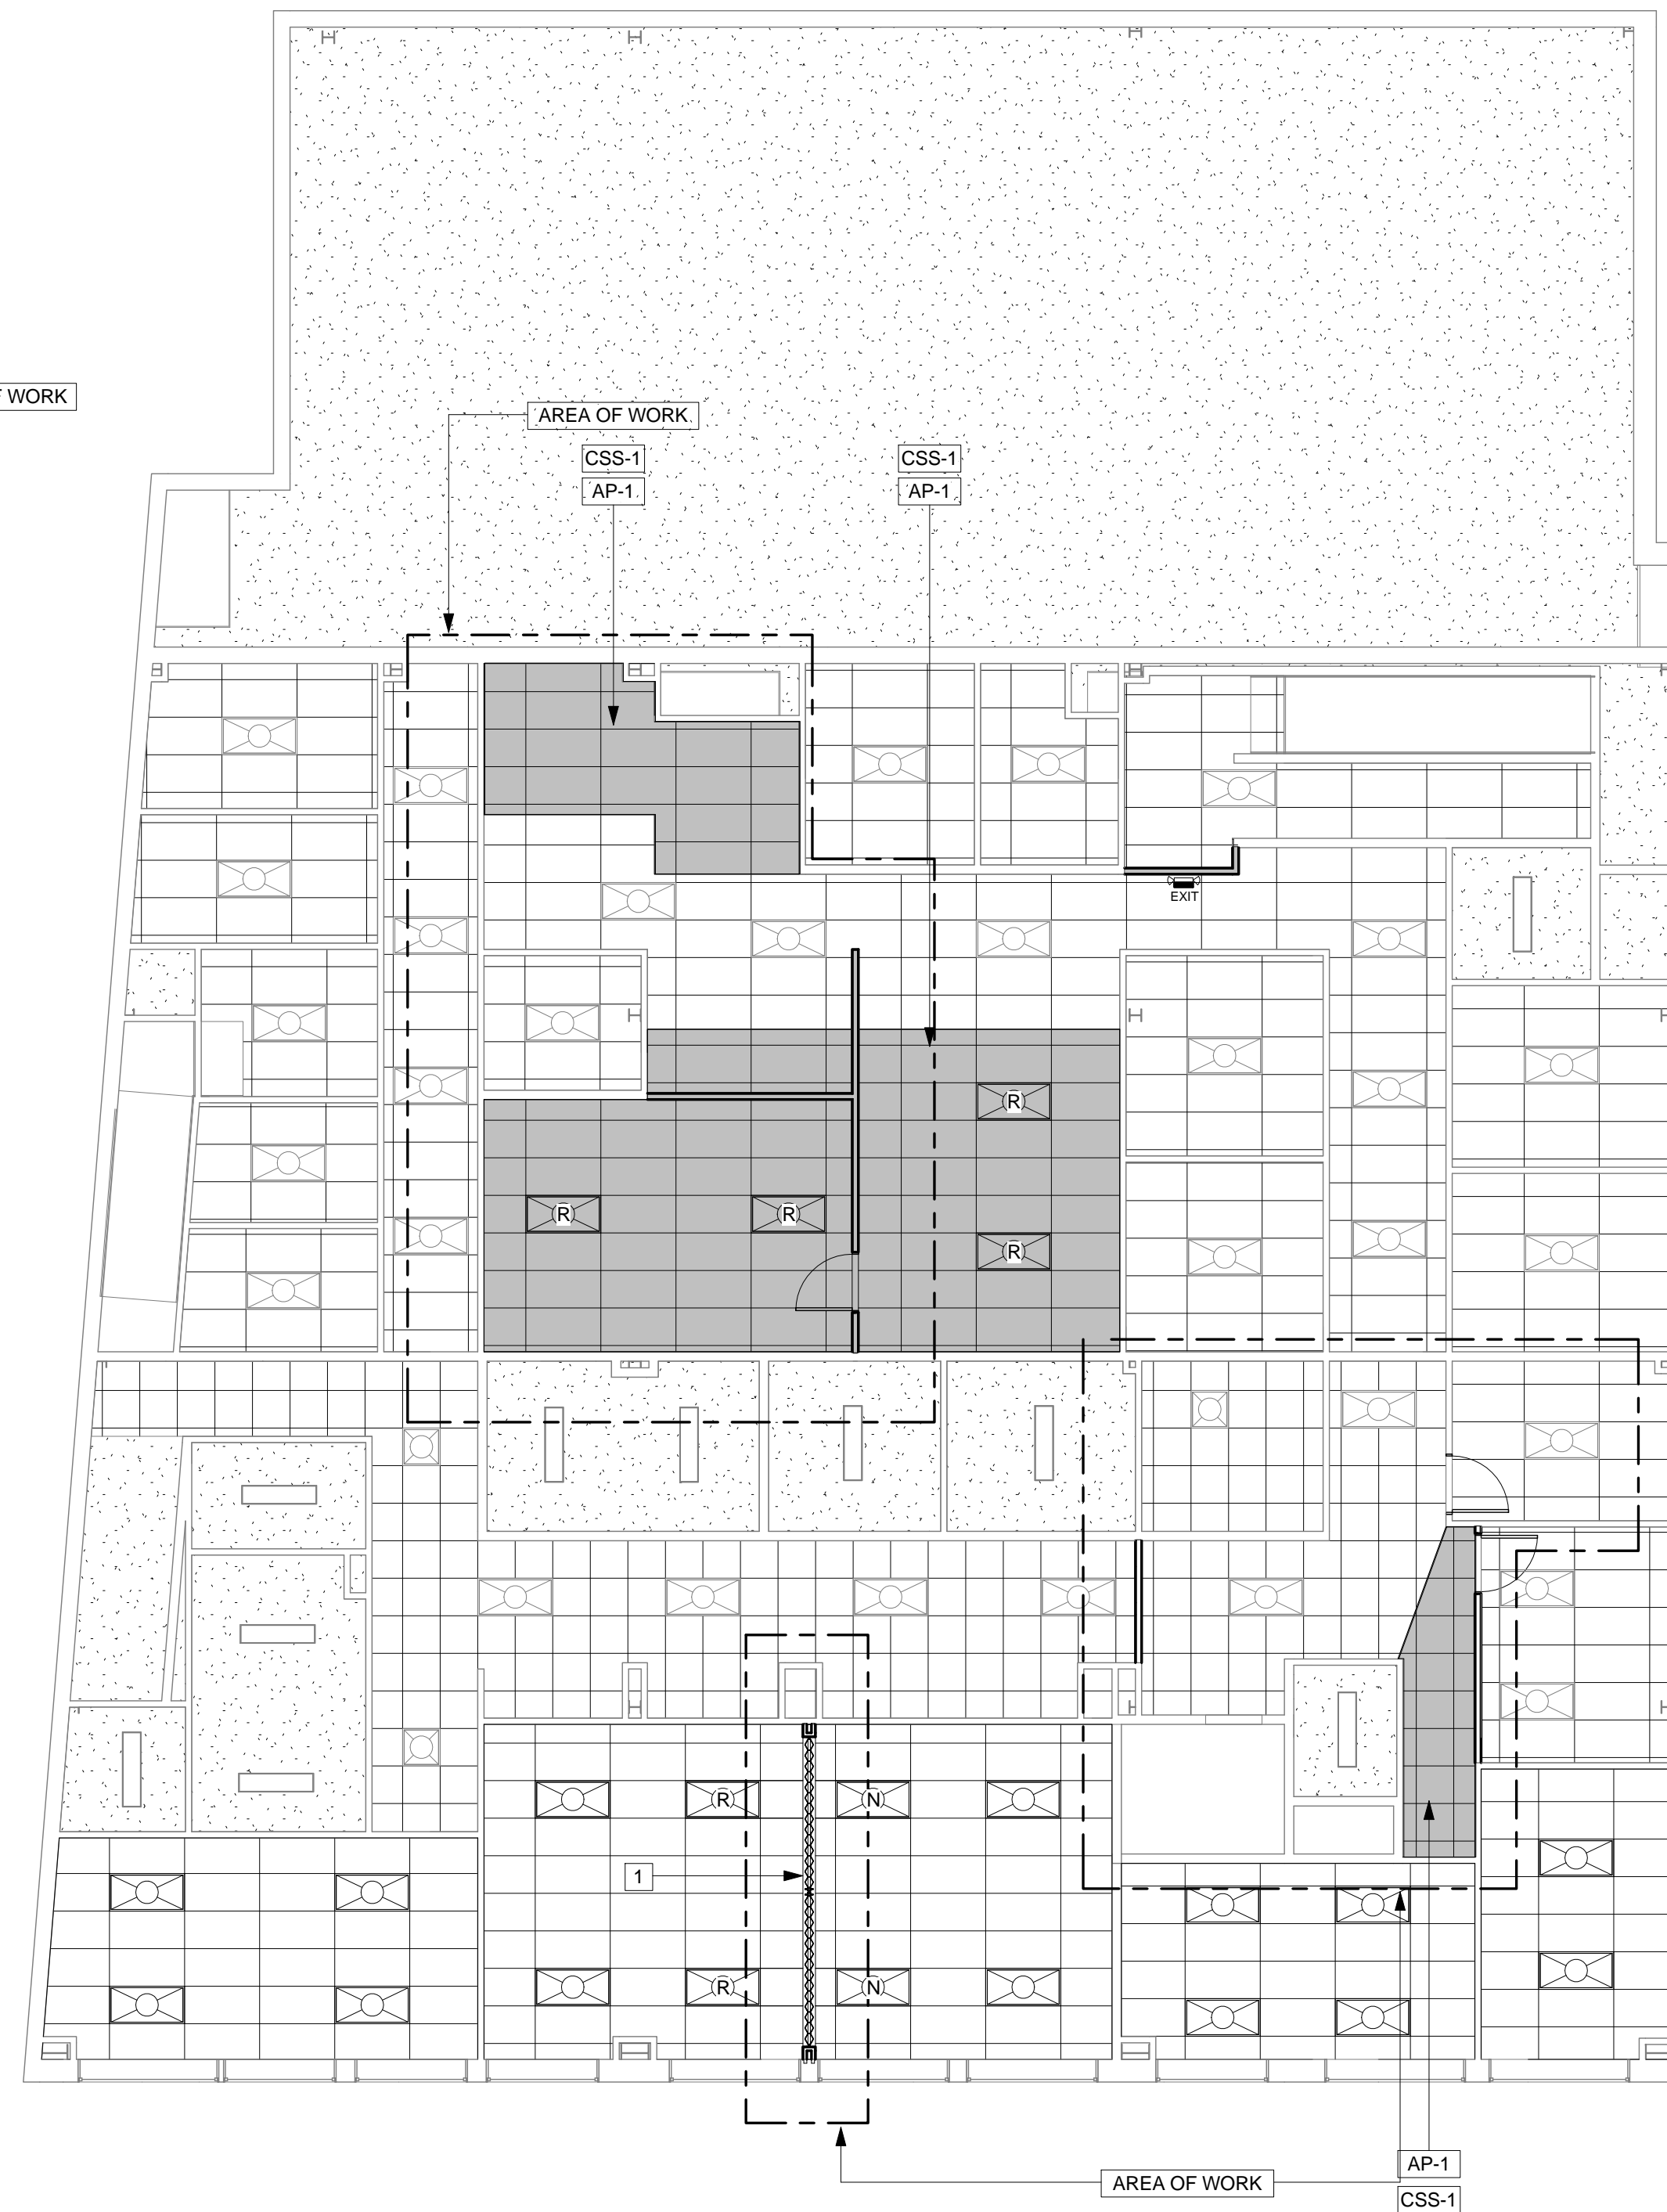 F WORK
AREA OF WORK
CSS-1
AP-1
CSS-1
AP-1
EXIT
R
R
R
R
R
N
1
R
N
AREA OF WORK
AP-1
CSS-1